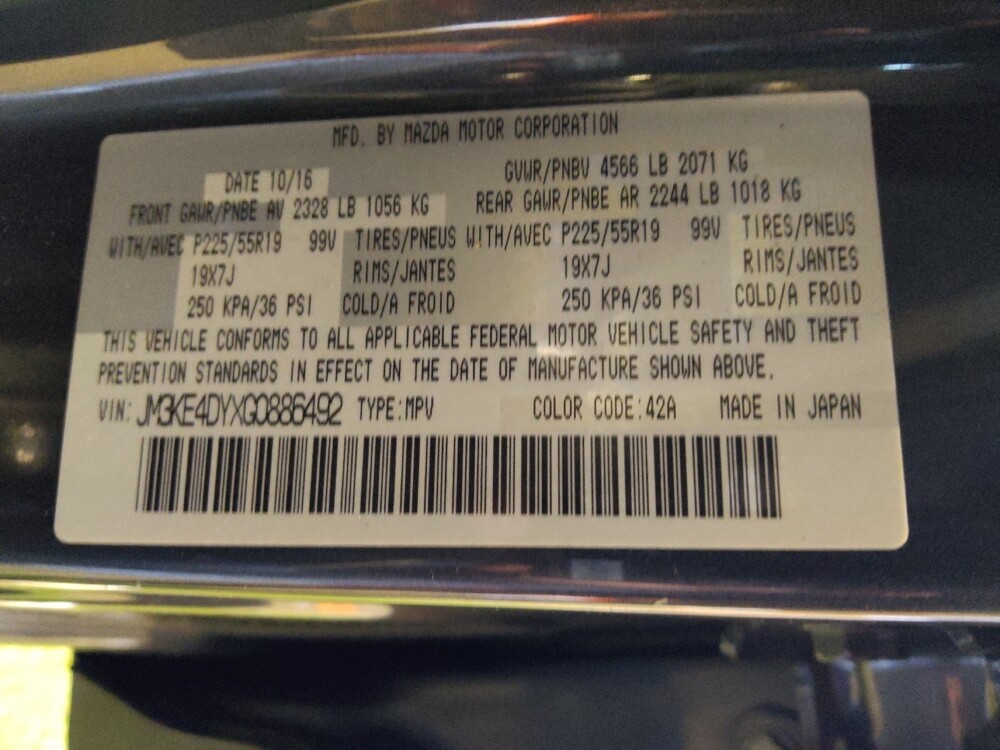 MFD. BY MAZDA MOTOR CORPORATION
DATE 10/16 GVWR/PNBV 4566 LB 2071 KG
FRONT GAWR/PNBE AV 2328 LB 1056 KG REAR GAWR/PNBE AR 2244 LB 1018 KG
WITH/AVEC P225/55R19 99V TIRES/PNEUS WITH/AVEC P225/55R19 99V TIRES/PNEUS
19X7J RIMS/JANTES 19X7J RIMS/JANTES
250 KPA/36 PSI COLD/A FROID 250 KPA/36 PSI COLD/A FROID
THIS VEHICLE CONFORMS TO ALL APPLICABLE FEDERAL MOTOR VEHICLE SAFETY AND THEFT
PREVENTION STANDARDS IN EFFECT ON THE DATE OF MANUFACTURE SHOWN ABOVE.
VIN: JM3KE4DYXG0886492 TYPE:MPV COLOR CODE:42A MADE IN JAPAN